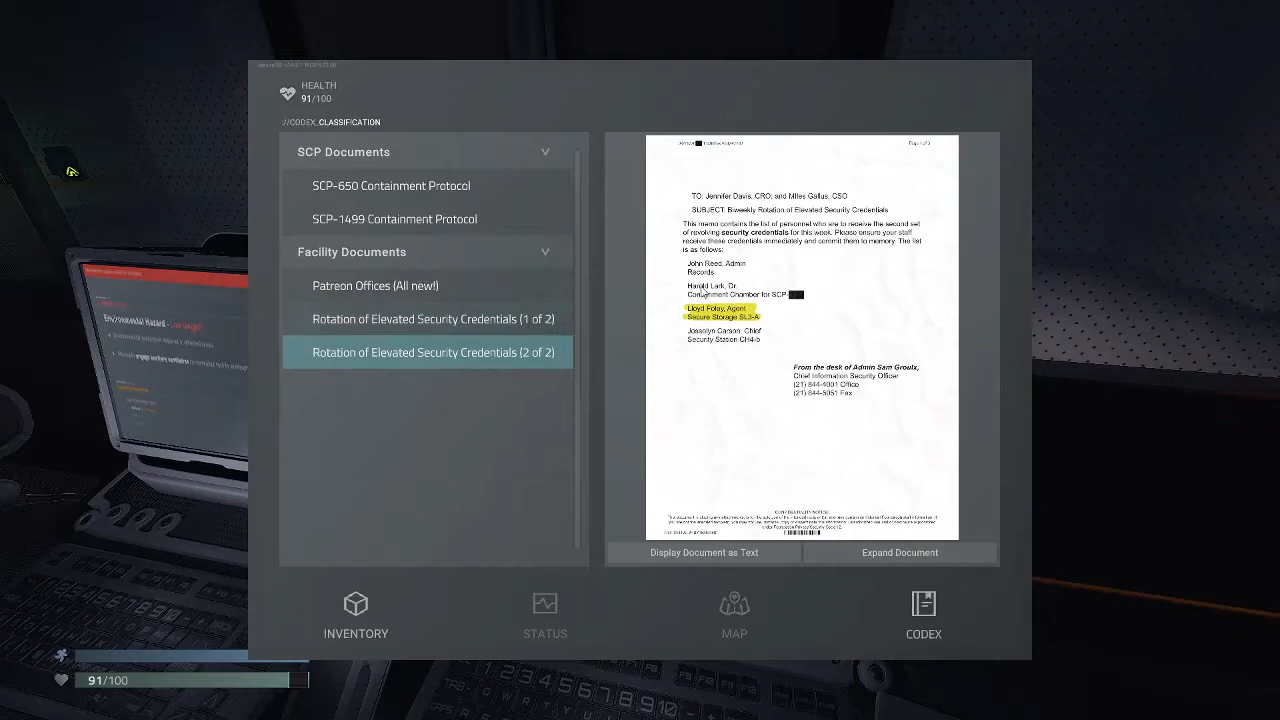 HEALTH
91/100
://CODEX_CLASSIFICATION
SCP Documents
SCP-650 Containment Protocol
SCP-1499 Containment Protocol
Facility Documents
Patreon Offices (All new!)
Rotation of Elevated Security Credentials (1 of 2)
Rotation of Elevated Security Credentials (2 of 2)
TO: Jennifer Davis, CRO; and Miles Gallus, CSO
SUBJECT: Biweekly Rotation of Elevated Security Credentials
This memo contains the list of personnel who are to receive the second set
of revolving security credentials for this week. Please ensure your staff
receive these credentials immediately and commit them to memory. The list
is as follows:
John Reed, Admin
Records
Harold Lark, Dr.
Containment Chamber for SCP-
Lloyd Foley, Agent
Secure Storage SL3-A
Josselyn Carson, Chief
Security Station CH4-b
From the desk of Admin Sam Groulx,
Chief Information Security Officer
(21) 844-4001 Office
(21) 844-5051 Fax
CONFIDENTIALITY NOTICE
Display Document as Text
Expand Document
INVENTORY
STATUS
MAP
CODEX
91/100
Environmental Hazard -